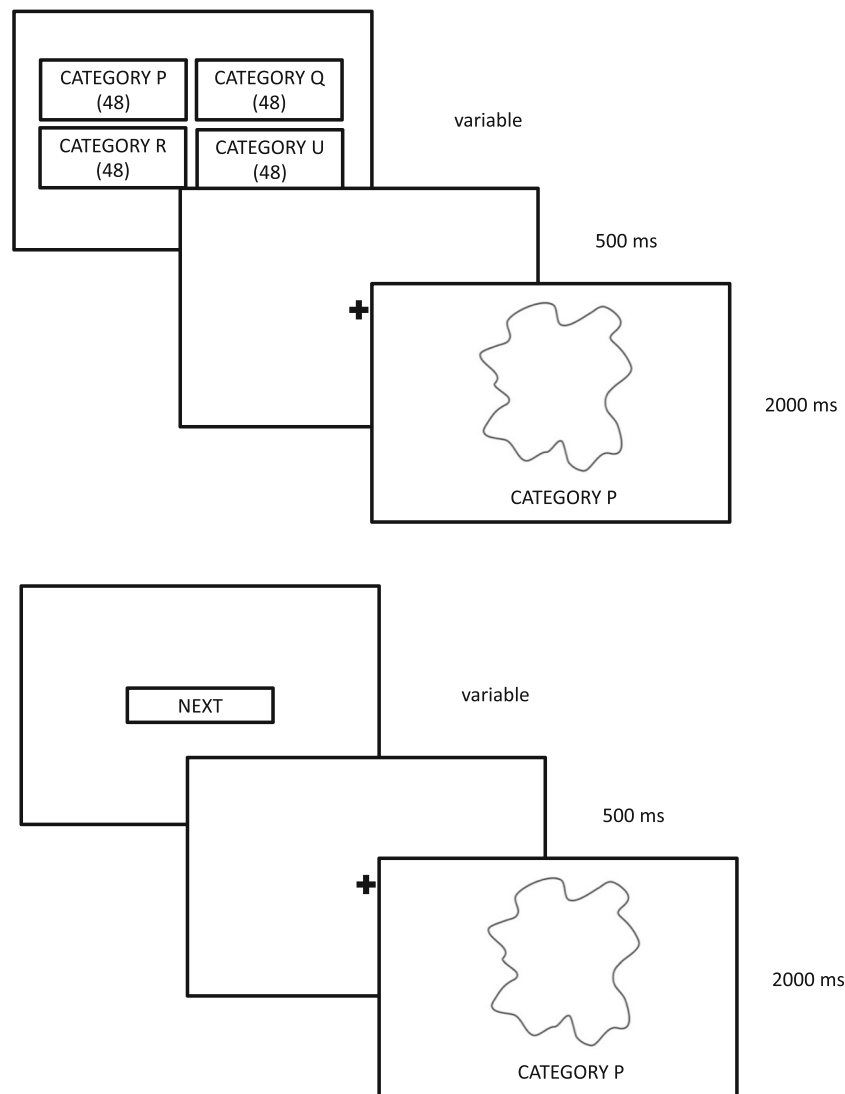 CATEGORY P
(48)
CATEGORY Q
(48)
CATEGORY R
(48)
CATEGORY U
(48)
variable
500 ms
2000 ms
CATEGORY P
NEXT
variable
500 ms
2000 ms
CATEGORY P